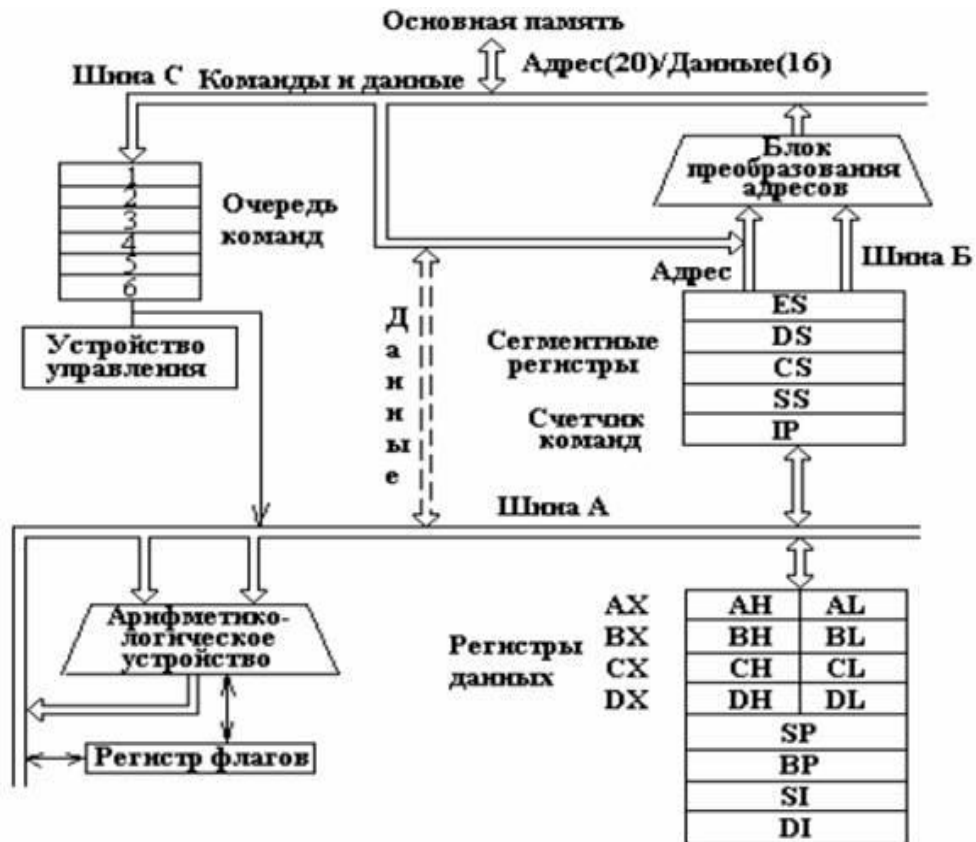 Основная память
Адрес(20)/Данные(16)
Шина С
Команды и данные
1
2
3
4
5
6
Очередь
команд
Устройство
управления
Данные
Блок
преобразования
адресов
Адрес
Шина Б
Сегментные
регистры
Счетчик
команд
ES
DS
CS
SS
IP
Шина А
Арифметико-
логическое
устройство
Регистр флагов
Регистры
данных
AX AH AL
BX BH BL
CX CH CL
DX DH DL
SP
BP
SI
DI